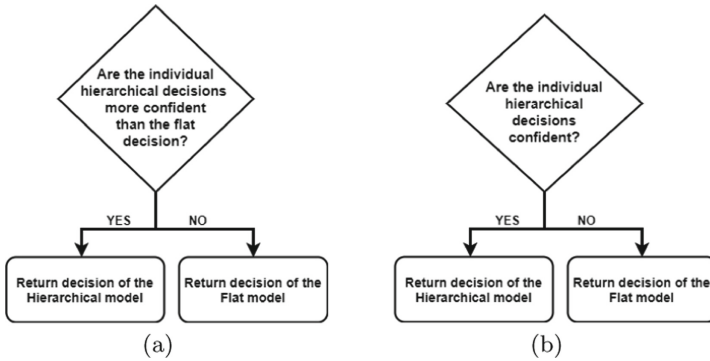 Are the individual
hierarchical decisions
more confident
than the flat
decision?
YES
NO
Return decision of the
Hierarchical model
Return decision of the
Flat model
(a)
Are the individual
hierarchical
decisions
confident?
YES
NO
Return decision of the
Hierarchical model
Return decision of the
Flat model
(b)